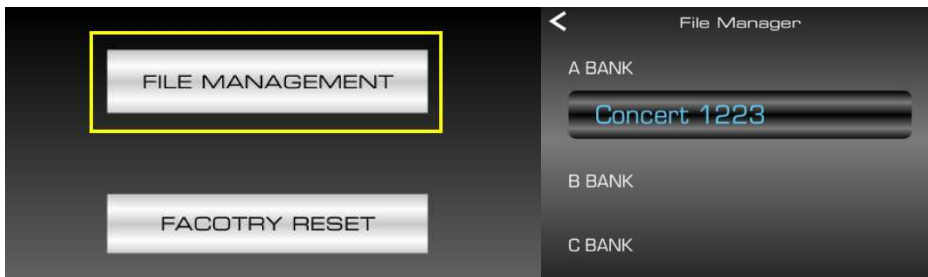 FILE MANAGEMENT
FACOTRY RESET
File Manager
A BANK
Concert 1223
B BANK
C BANK